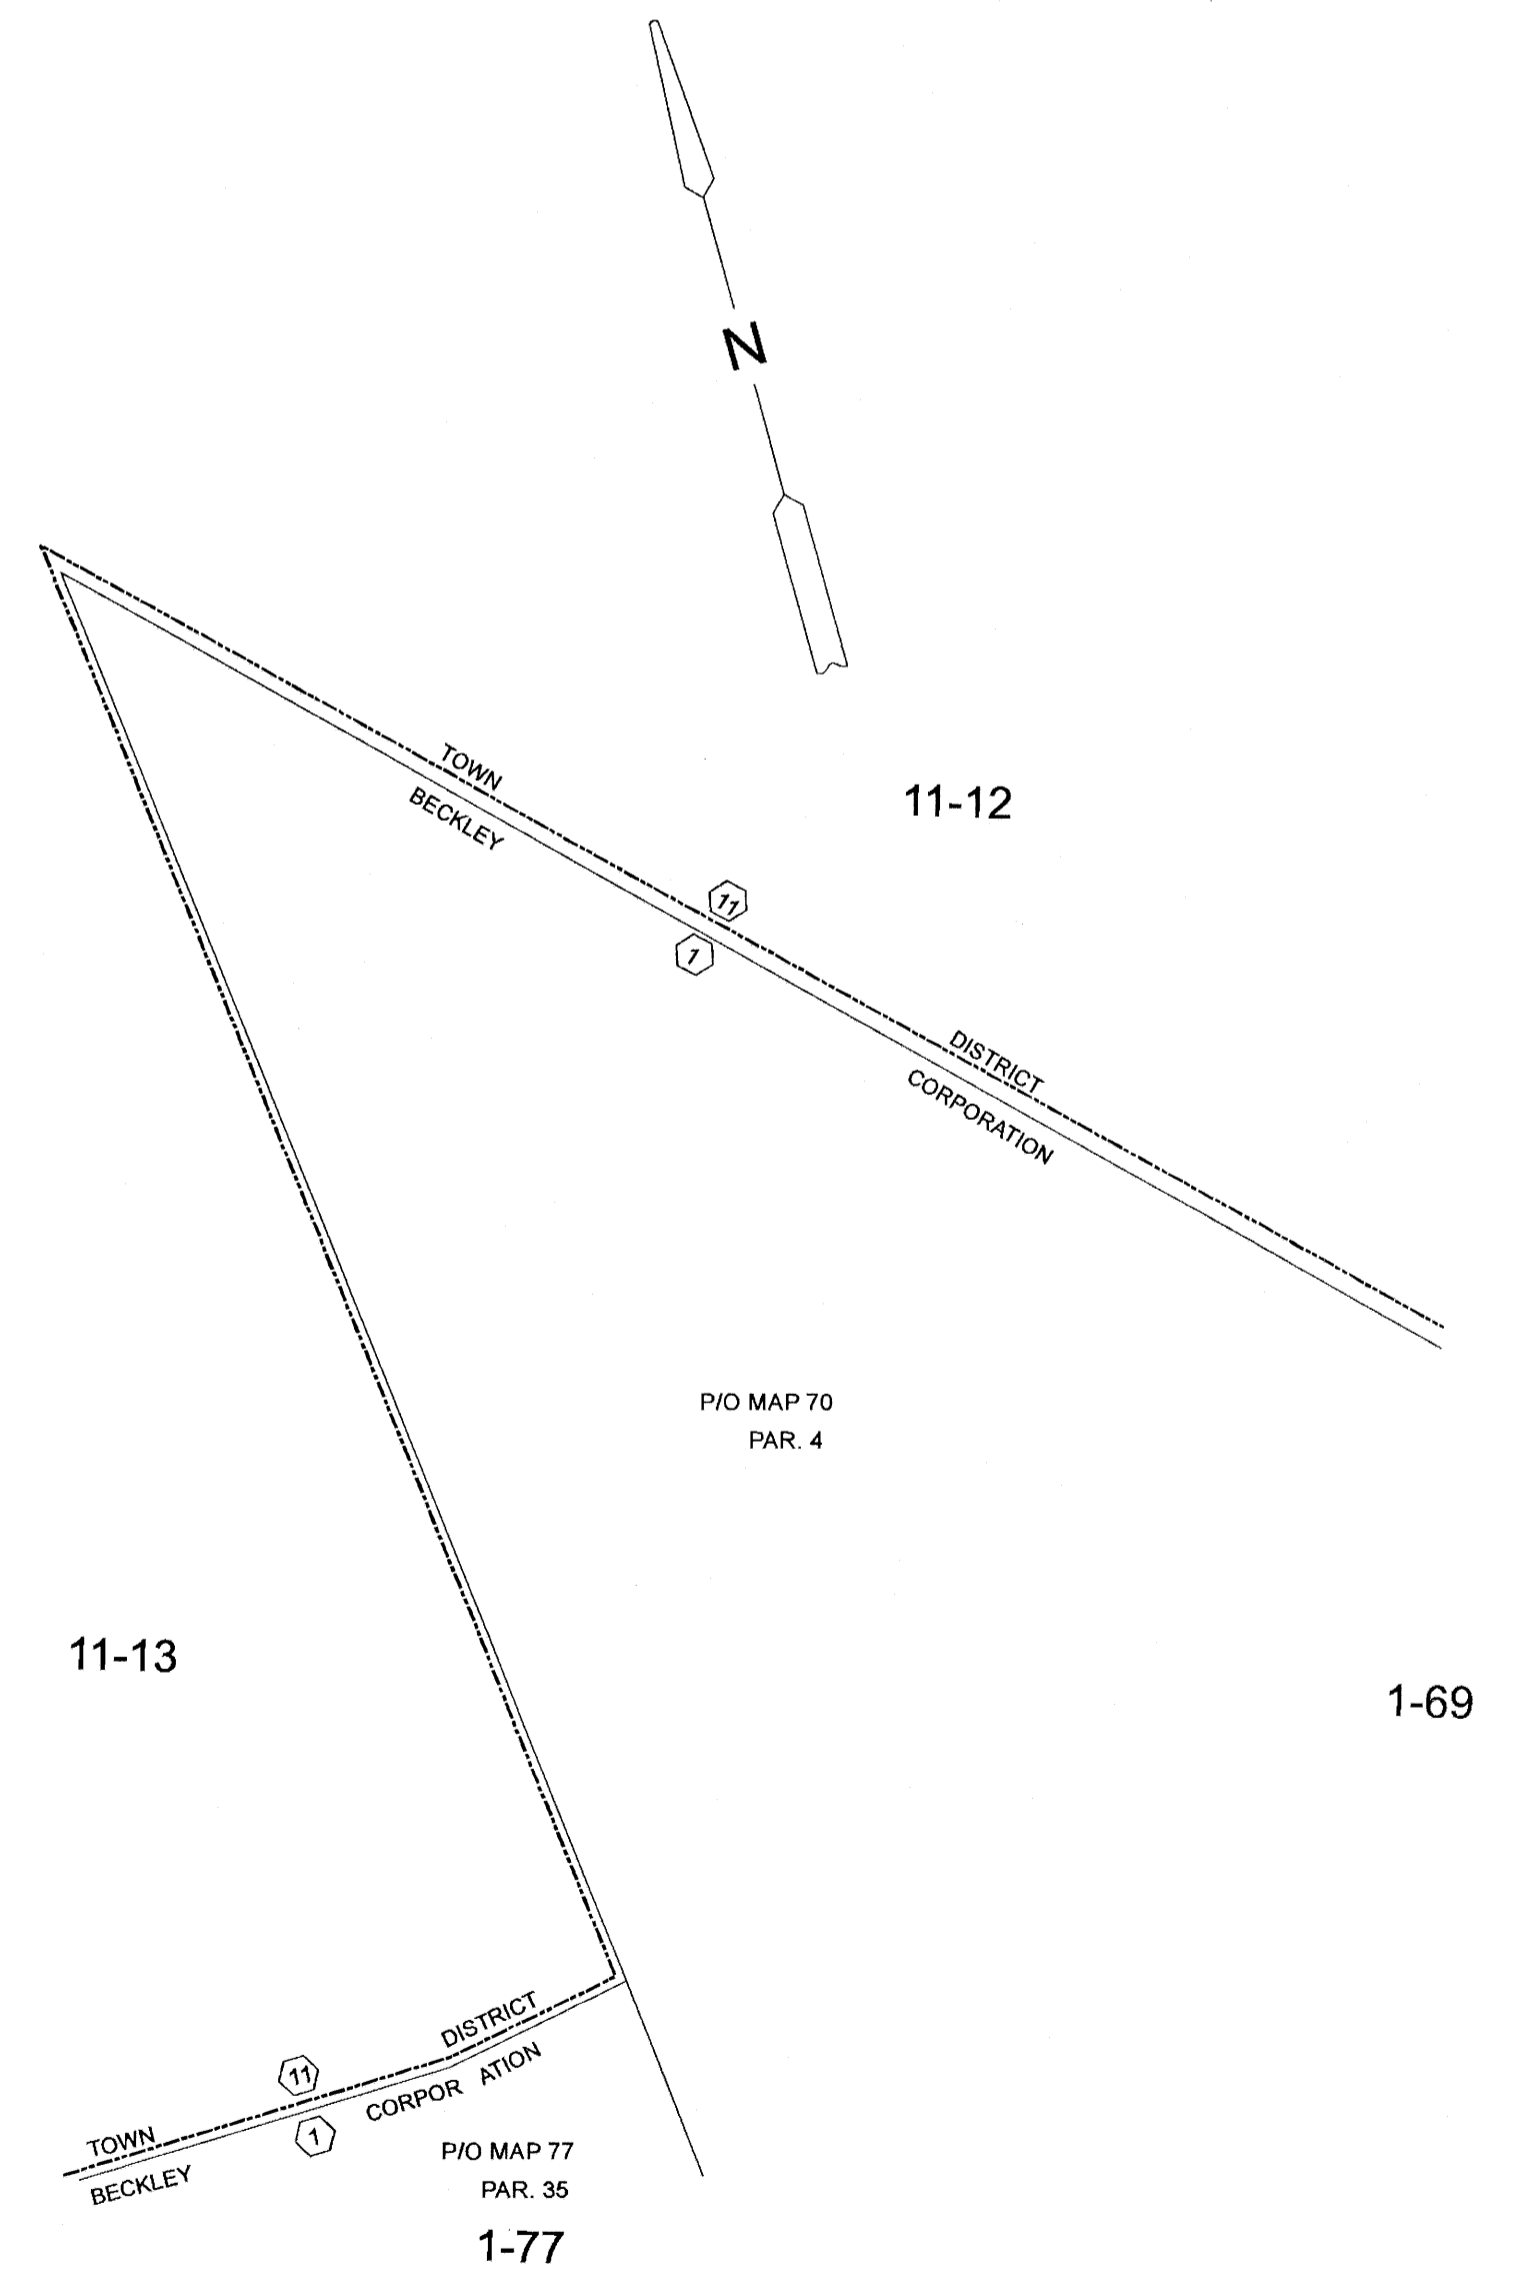 N
TOWN
BECKLEY
11-12
11
1
DISTRICT
CORPORATION
P/O MAP 70
PAR. 4
11-13
1-69
DISTRICT
CORPOR ATION
11
1
TOWN
BECKLEY
P/O MAP 77
PAR. 35
1-77